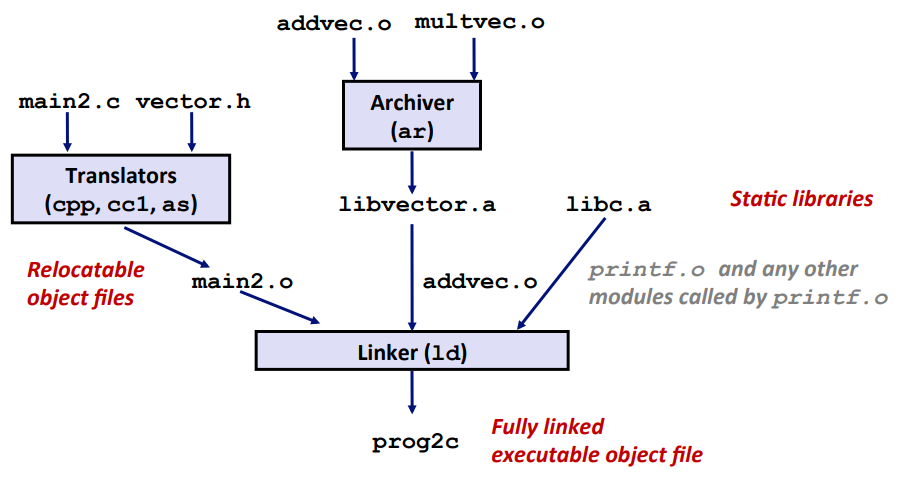 addvec.o multvec.o
main2.c vector.h
Archiver
(ar)
Translators
(cpp, cc1, as)
libvector.a
libc.a
Static libraries
Relocatable
object files
main2.o
addvec.o
printf.o and any other
modules called by printf.o
Linker (ld)
prog2c
Fully linked
executable object file